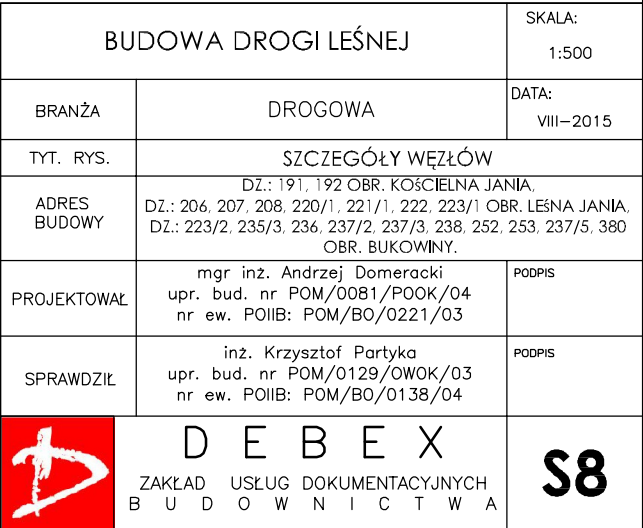 BUDOWA DROGI LEŚNEJ
SKALA:
1:500
BRANŻA
DROGOWA
DATA:
VIII-2015
TYT. RYS.
SZCZEGÓŁY WĘZŁÓW
ADRES
BUDOWY
DZ.: 191, 192 OBR. KOŚCIELNA JANIA,
DZ.: 206, 207, 208, 220/1, 221/1, 222, 223/1 OBR. LEŚNA JANIA,
DZ.: 223/2, 235/3, 236, 237/2, 237/3, 238, 252, 253, 237/5, 380
OBR. BUKOWINY.
PROJEKTOWAŁ
mgr inż. Andrzej Domeracki
upr. bud. nr POM/0081/POOK/04
nr ew. POIIB: POM/BO/0221/03
PODPIS
SPRAWDZIŁ
inż. Krzysztof Partyka
upr. bud. nr POM/0129/OWOK/03
nr ew. POIIB: POM/BO/0138/04
PODPIS
D
DEBEX
ZAKŁAD USŁUG DOKUMENTACYJNYCH
BUDOWNICTWA
S8